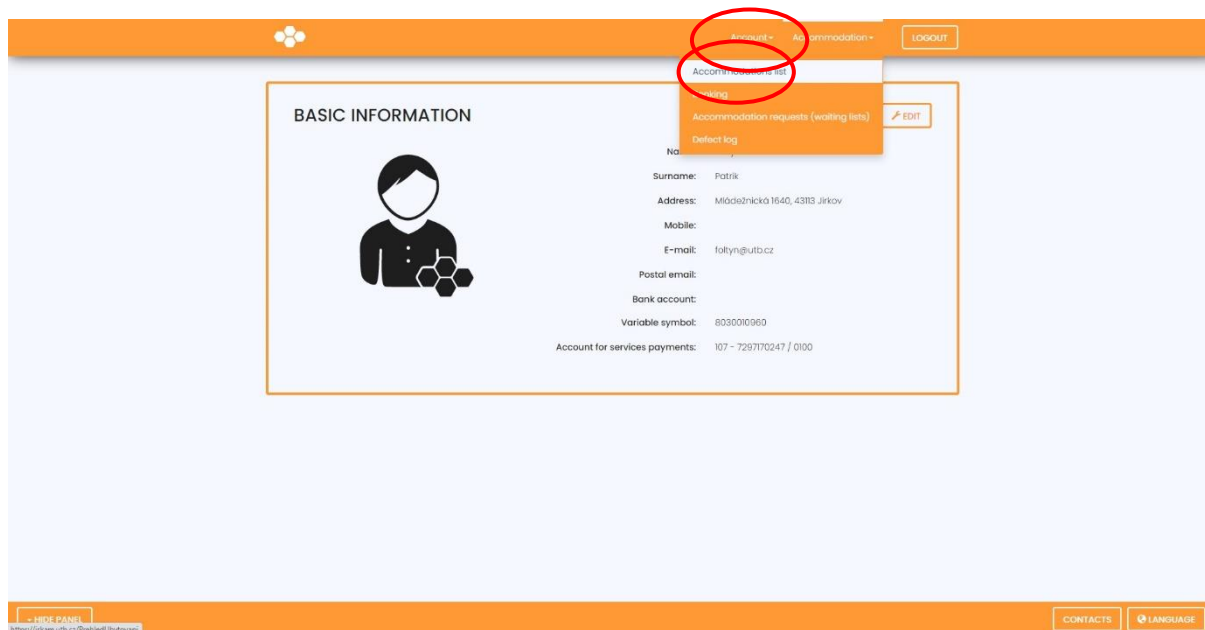 Account Accommodation LOGOUT
Accommodations list
Accommodation requests (waiting lists)
Defect log
BASIC INFORMATION
EDIT
Surname: Patrik
Address: Mládežnická 1640, 43113 Jirkov
Mobile:
E-mail: foltyn@utb.cz
Postal email:
Bank account:
Variable symbol: 8030010960
Account for services payments: 107 - 7297170247 / 0100
HIDE PANEL
CONTACTS LANGUAGE